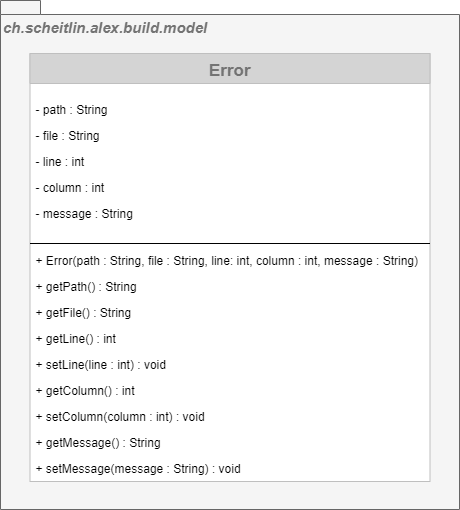 ch.scheitlin.alex.build.model
Error
- path : String
- file : String
- line : int
- column : int
- message : String
+ Error(path : String, file : String, line: int, column : int, message : String)
+ getPath() : String
+ getFile() : String
+ getLine() : int
+ setLine(line : int) : void
+ getColumn() : int
+ setColumn(column : int) : void
+ getMessage() : String
+ setMessage(message : String) : void